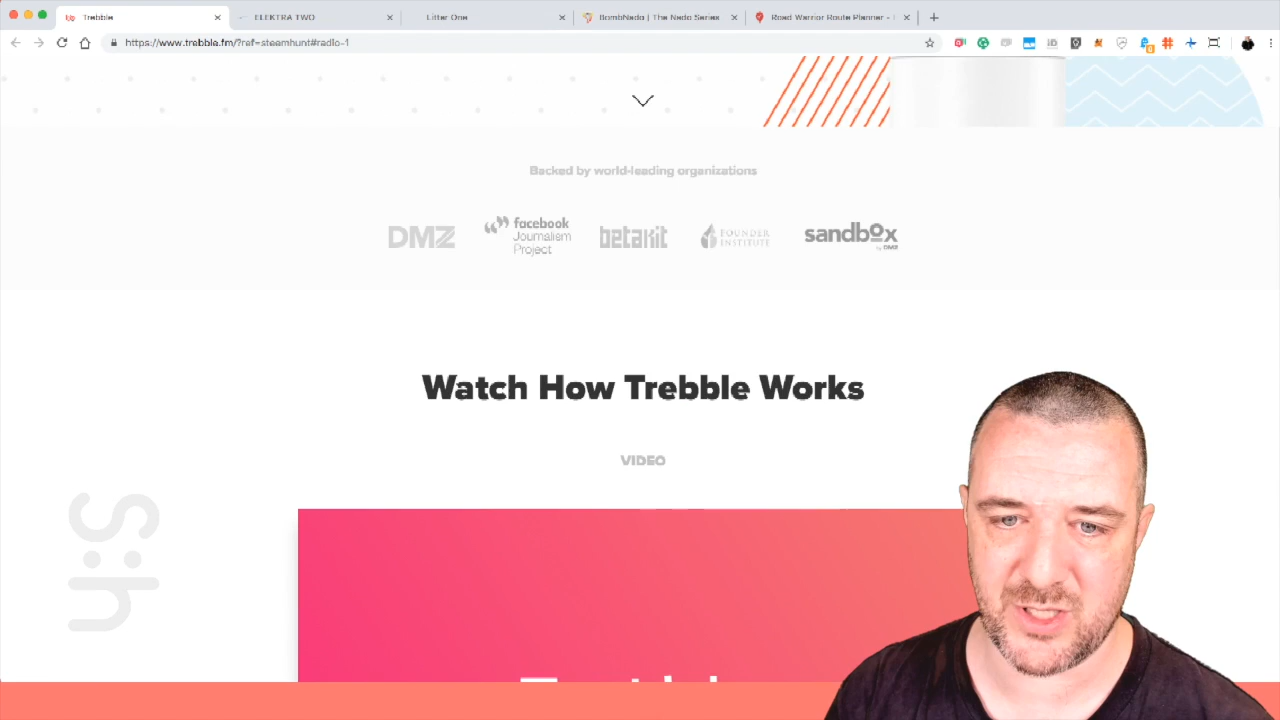 Trebble
ELEKTRA TWO
Litter One
BombNado | The Nado Series
Road Warrior Route Planner -
https://www.trebble.fm/?ref=steemhunt#radio-1
Backed by world-leading organizations
DMZ
facebook
Journalism
Project
betakit
FOUNDER
INSTITUTE
sandbox
by DMZ
Watch How Trebble Works
VIDEO
s:h